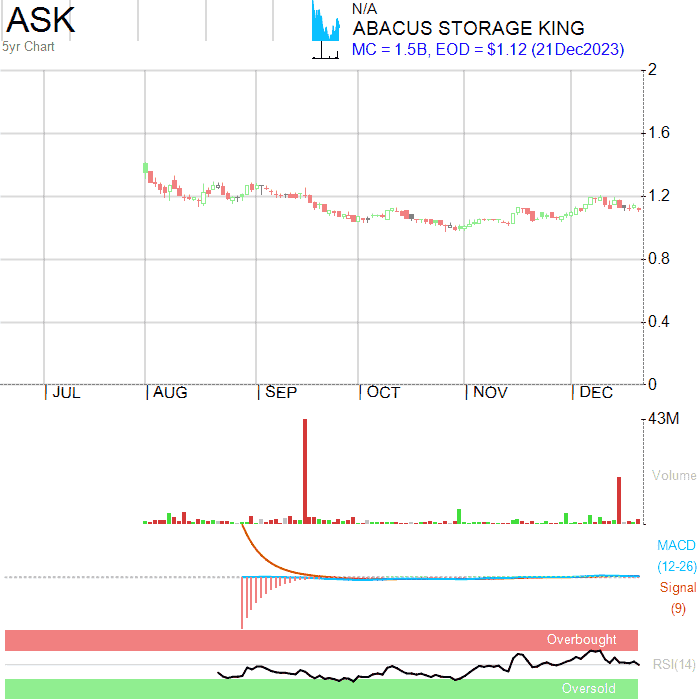 ASK
5yr Chart
N/A
ABACUS STORAGE KING
MC = 1.5B, EOD = $1.12 (21Dec2023)
2
1.6
1.2
0.8
0.4
0
JUL AUG SEP OCT NOV DEC
43M
Volume
MACD
(12-26)
Signal
(9)
Overbought
RSI(14)
Oversold